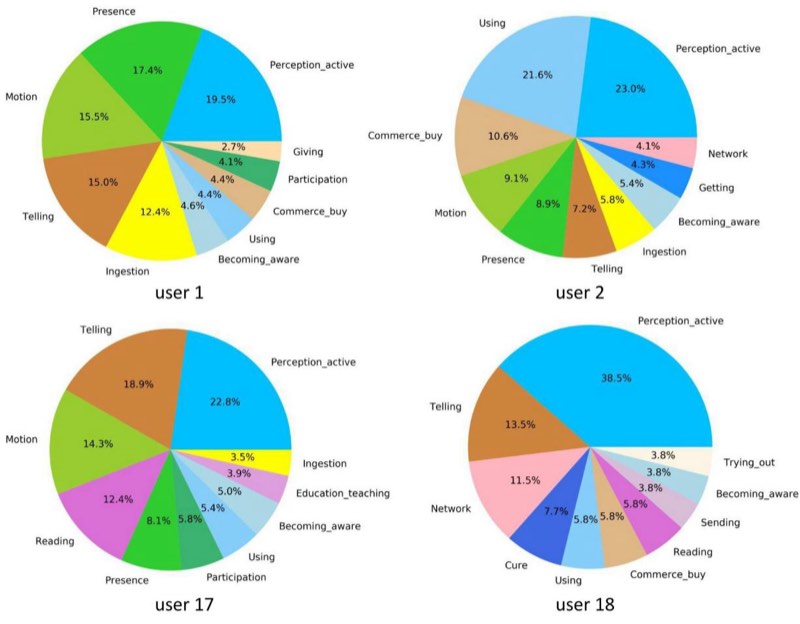 Presence
Perception_active
17.4%
19.5%
Motion
15.5%
2.7%
Giving
4.1%
Participation
4.4%
Commerce_buy
4.4%
Using
4.6%
Becoming_aware
15.0%
Telling
12.4%
Ingestion
user 1
Using
Perception_active
21.6%
23.0%
Commerce_buy
10.6%
4.1%
Network
4.3%
Getting
5.4%
Becoming_aware
5.8%
Ingestion
9.1%
Motion
8.9%
Presence
7.2%
Telling
user 2
Telling
Perception_active
18.9%
22.8%
Motion
14.3%
3.5%
Ingestion
3.9%
Education_teaching
5.0%
Becoming_aware
5.4%
Using
12.4%
Reading
8.1%
Presence
5.8%
Participation
user 17
Perception_active
38.5%
Telling
13.5%
3.8%
Trying_out
3.8%
Becoming_aware
3.8%
Sending
5.8%
Reading
11.5%
Network
7.7%
Cure
5.8%
Using
5.8%
Commerce_buy
user 18